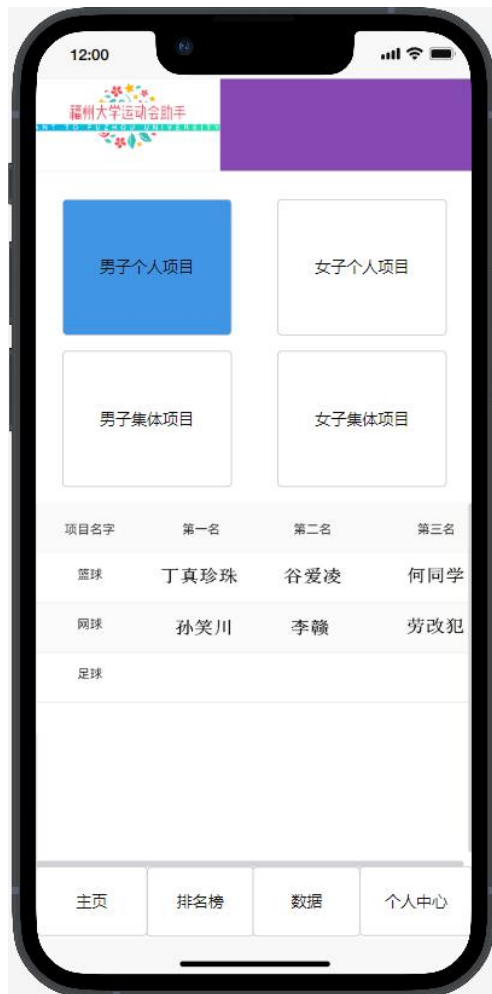 12:00
福州大学运动会助手
ANT TO FUZHOU UNIVERSITY
男子个人项目 女子个人项目
男子集体项目 女子集体项目
项目名字 第一名 第二名 第三名
篮球 丁真珍珠 谷爱凌 何同学
网球 孙笑川 李赣 劳改犯
足球
主页 排名榜 数据 个人中心